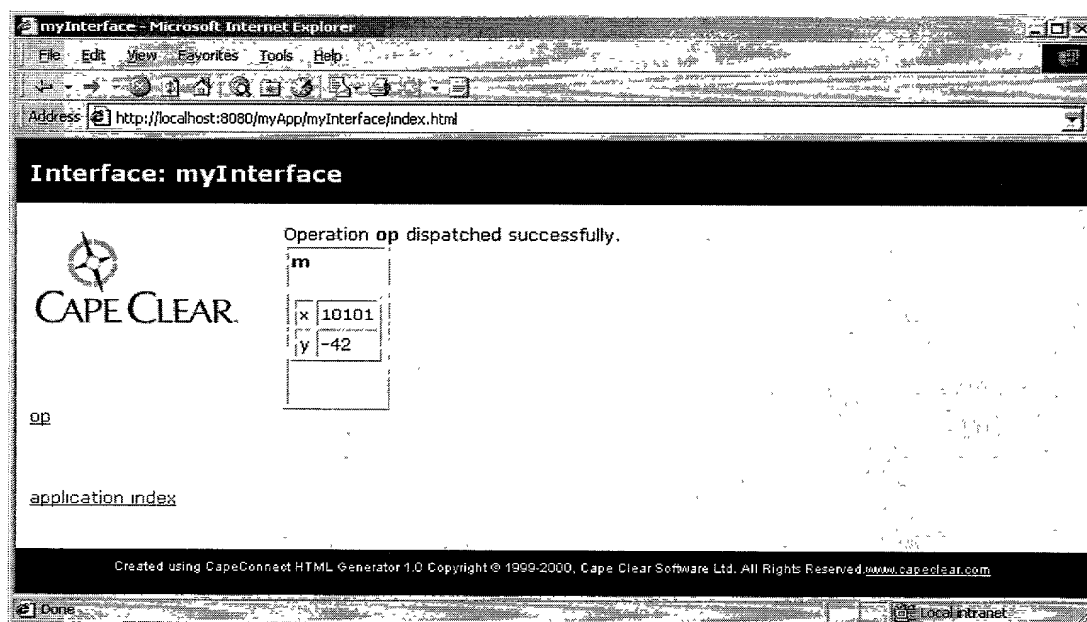 myInterface - Microsoft Internet Explorer
File Edit View Favorites Tools Help
Address http://localhost:8080/myApp/myInterface/index.html
Interface: myInterface
Operation op dispatched successfully.
m
CAPE CLEAR
x 10101
y -42
op
application index
Created using CapeConnect HTML Generator 1.0 Copyright © 1999-2000, Cape Clear Software Ltd. All Rights Reserved.www.capeclear.com
Done Local intranet